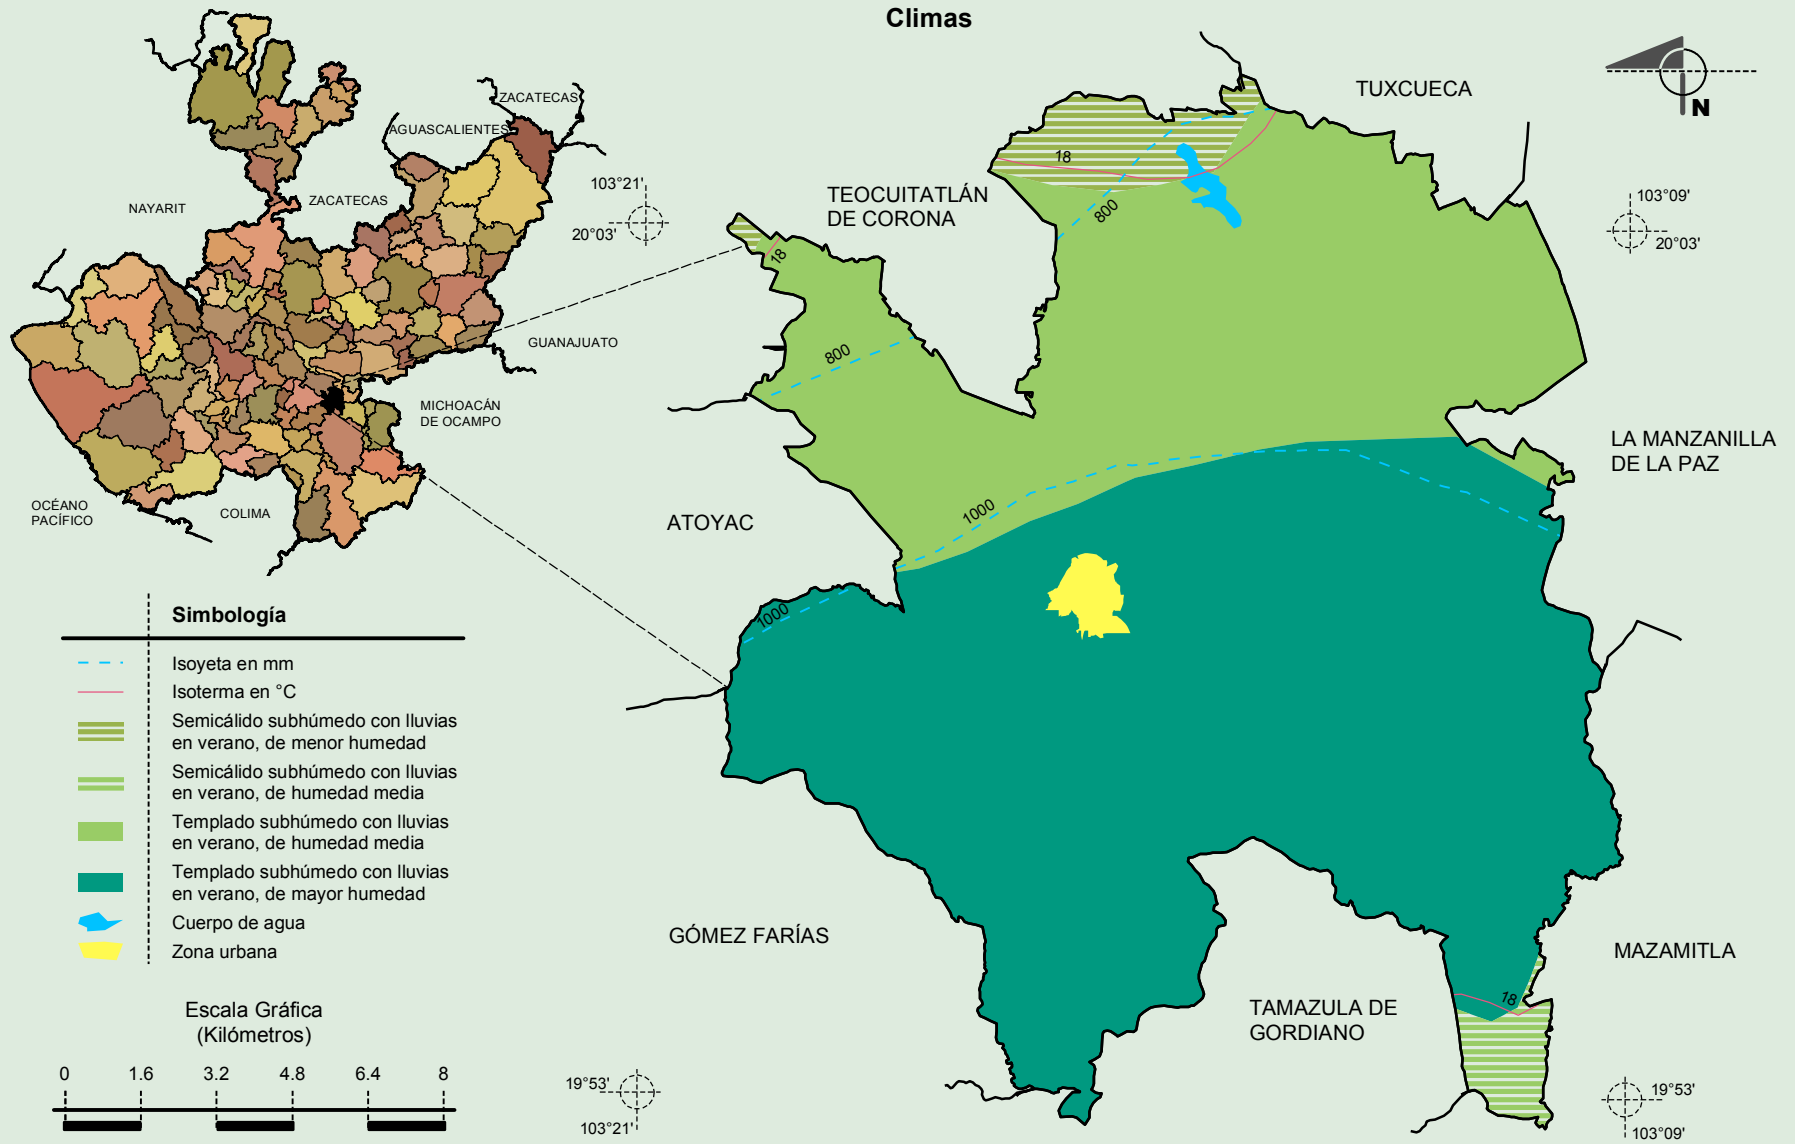 Climas
ZACATECAS
AGUASCALIENTES
NAYARIT
ZACATECAS
GUANAJUATO
MICHOACÁN
DE OCAMPO
OCÉANO
PACÍFICO
COLIMA
103°21'
20°03'
TEOCUITATLÁN
DE CORONA
TUXCUECA
N
103°09'
20°03'
18
800
18
800
LA MANZANILLA
DE LA PAZ
ATOYAC
1000
1000
GÓMEZ FARÍAS
MAZAMITLA
TAMAZULA DE
GORDIANO
18
Simbología
Isoyeta en mm
Isoterma en °C
Semicálido subhúmedo con lluvias
en verano, de menor humedad
Semicálido subhúmedo con lluvias
en verano, de humedad media
Templado subhúmedo con lluvias
en verano, de humedad media
Templado subhúmedo con lluvias
en verano, de mayor humedad
Cuerpo de agua
Zona urbana
Escala Gráfica
(Kilómetros)
0 1.6 3.2 4.8 6.4 8
19°53'
103°21'
19°53'
103°09'